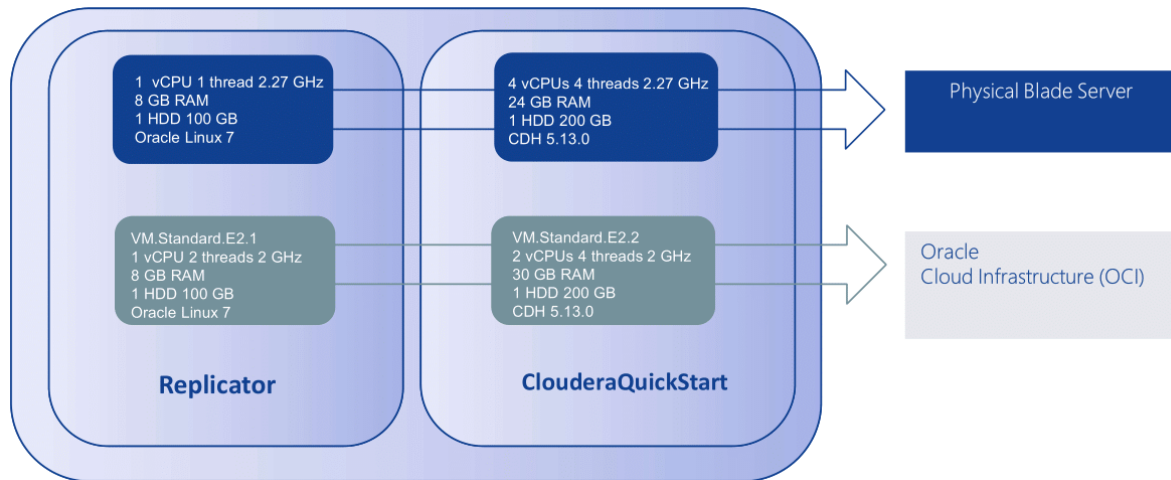 1 vCPU 1 thread 2.27 GHz
8 GB RAM
1 HDD 100 GB
Oracle Linux 7
4 vCPUs 4 threads 2.27 GHz
24 GB RAM
1 HDD 200 GB
CDH 5.13.0
Physical Blade Server
VM.Standard.E2.1
1 vCPU 2 threads 2 GHz
8 GB RAM
1 HDD 100 GB
Oracle Linux 7
VM.Standard.E2.2
2 vCPUs 4 threads 2 GHz
30 GB RAM
1 HDD 200 GB
CDH 5.13.0
Oracle
Cloud Infrastructure (OCI)
Replicator
ClouderaQuickStart